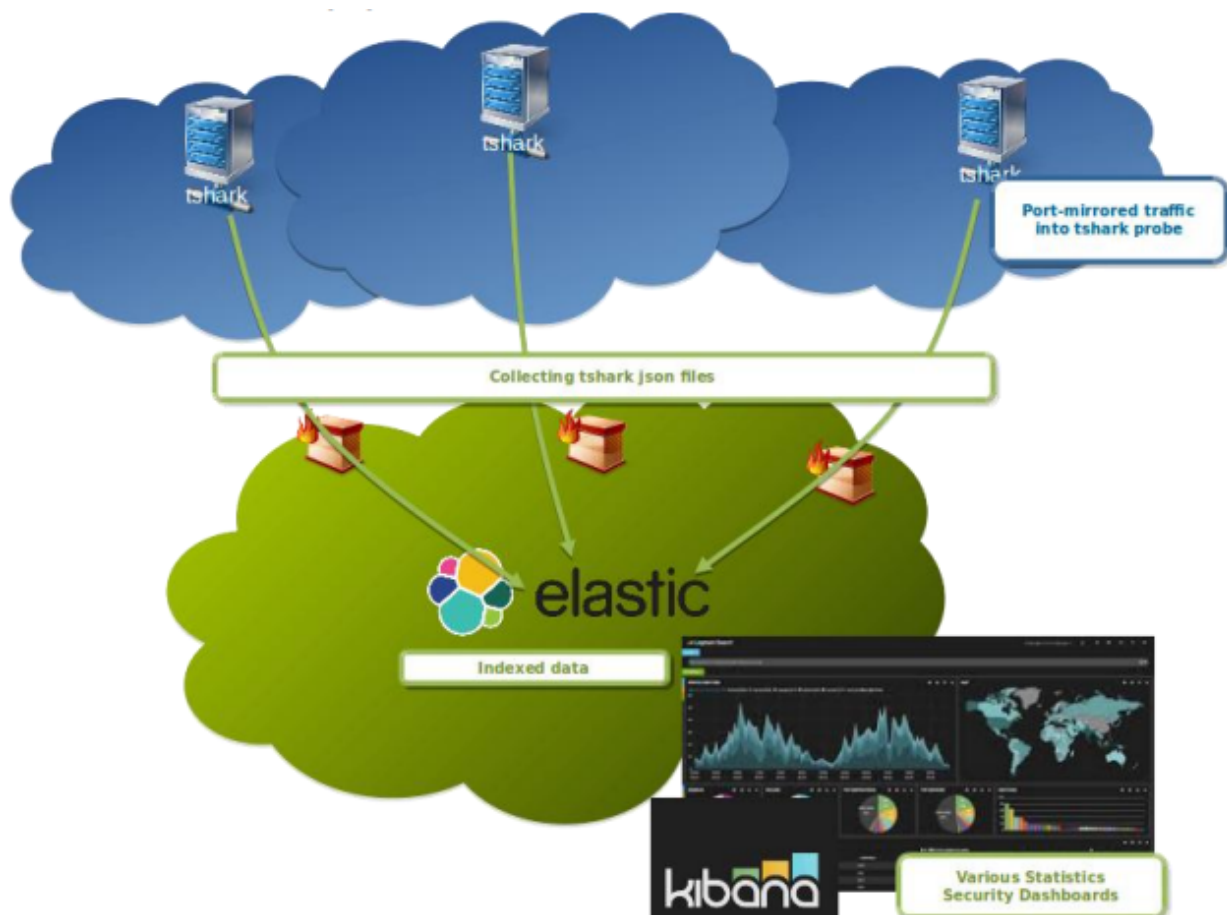 tshark
tshark
tshark
Port-mirrored traffic
into tshark probe
Collecting tshark json files
elastic
Indexed data
kibana
Various Statistics
Security Dashboards